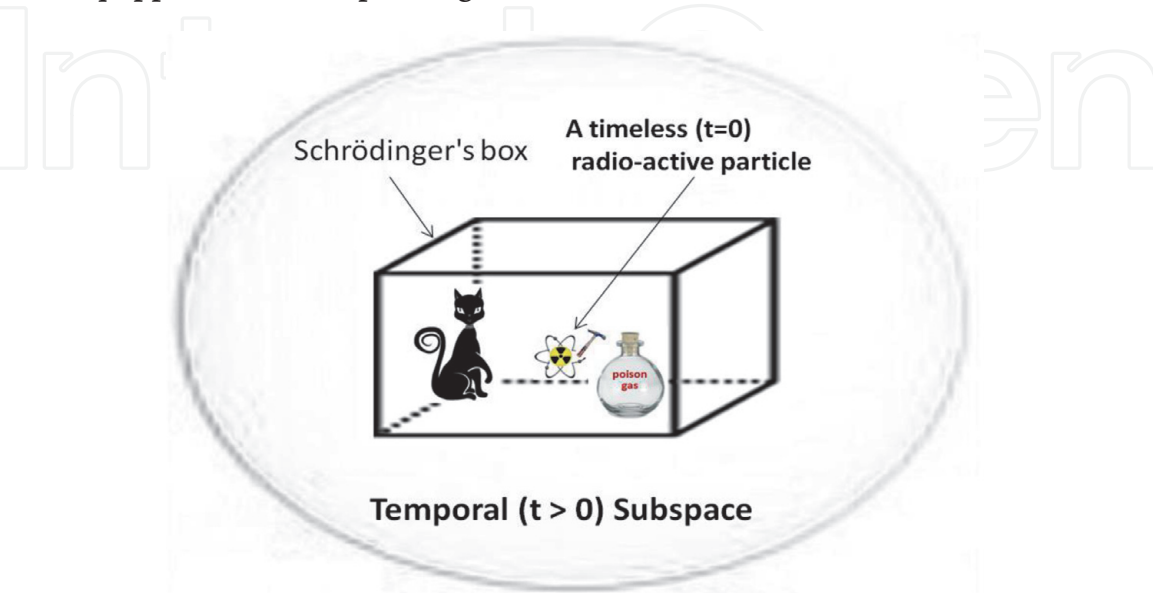 Schrödinger's box
A timeless (t=0)
radio-active particle
poison
gas
Temporal (t > 0) Subspace